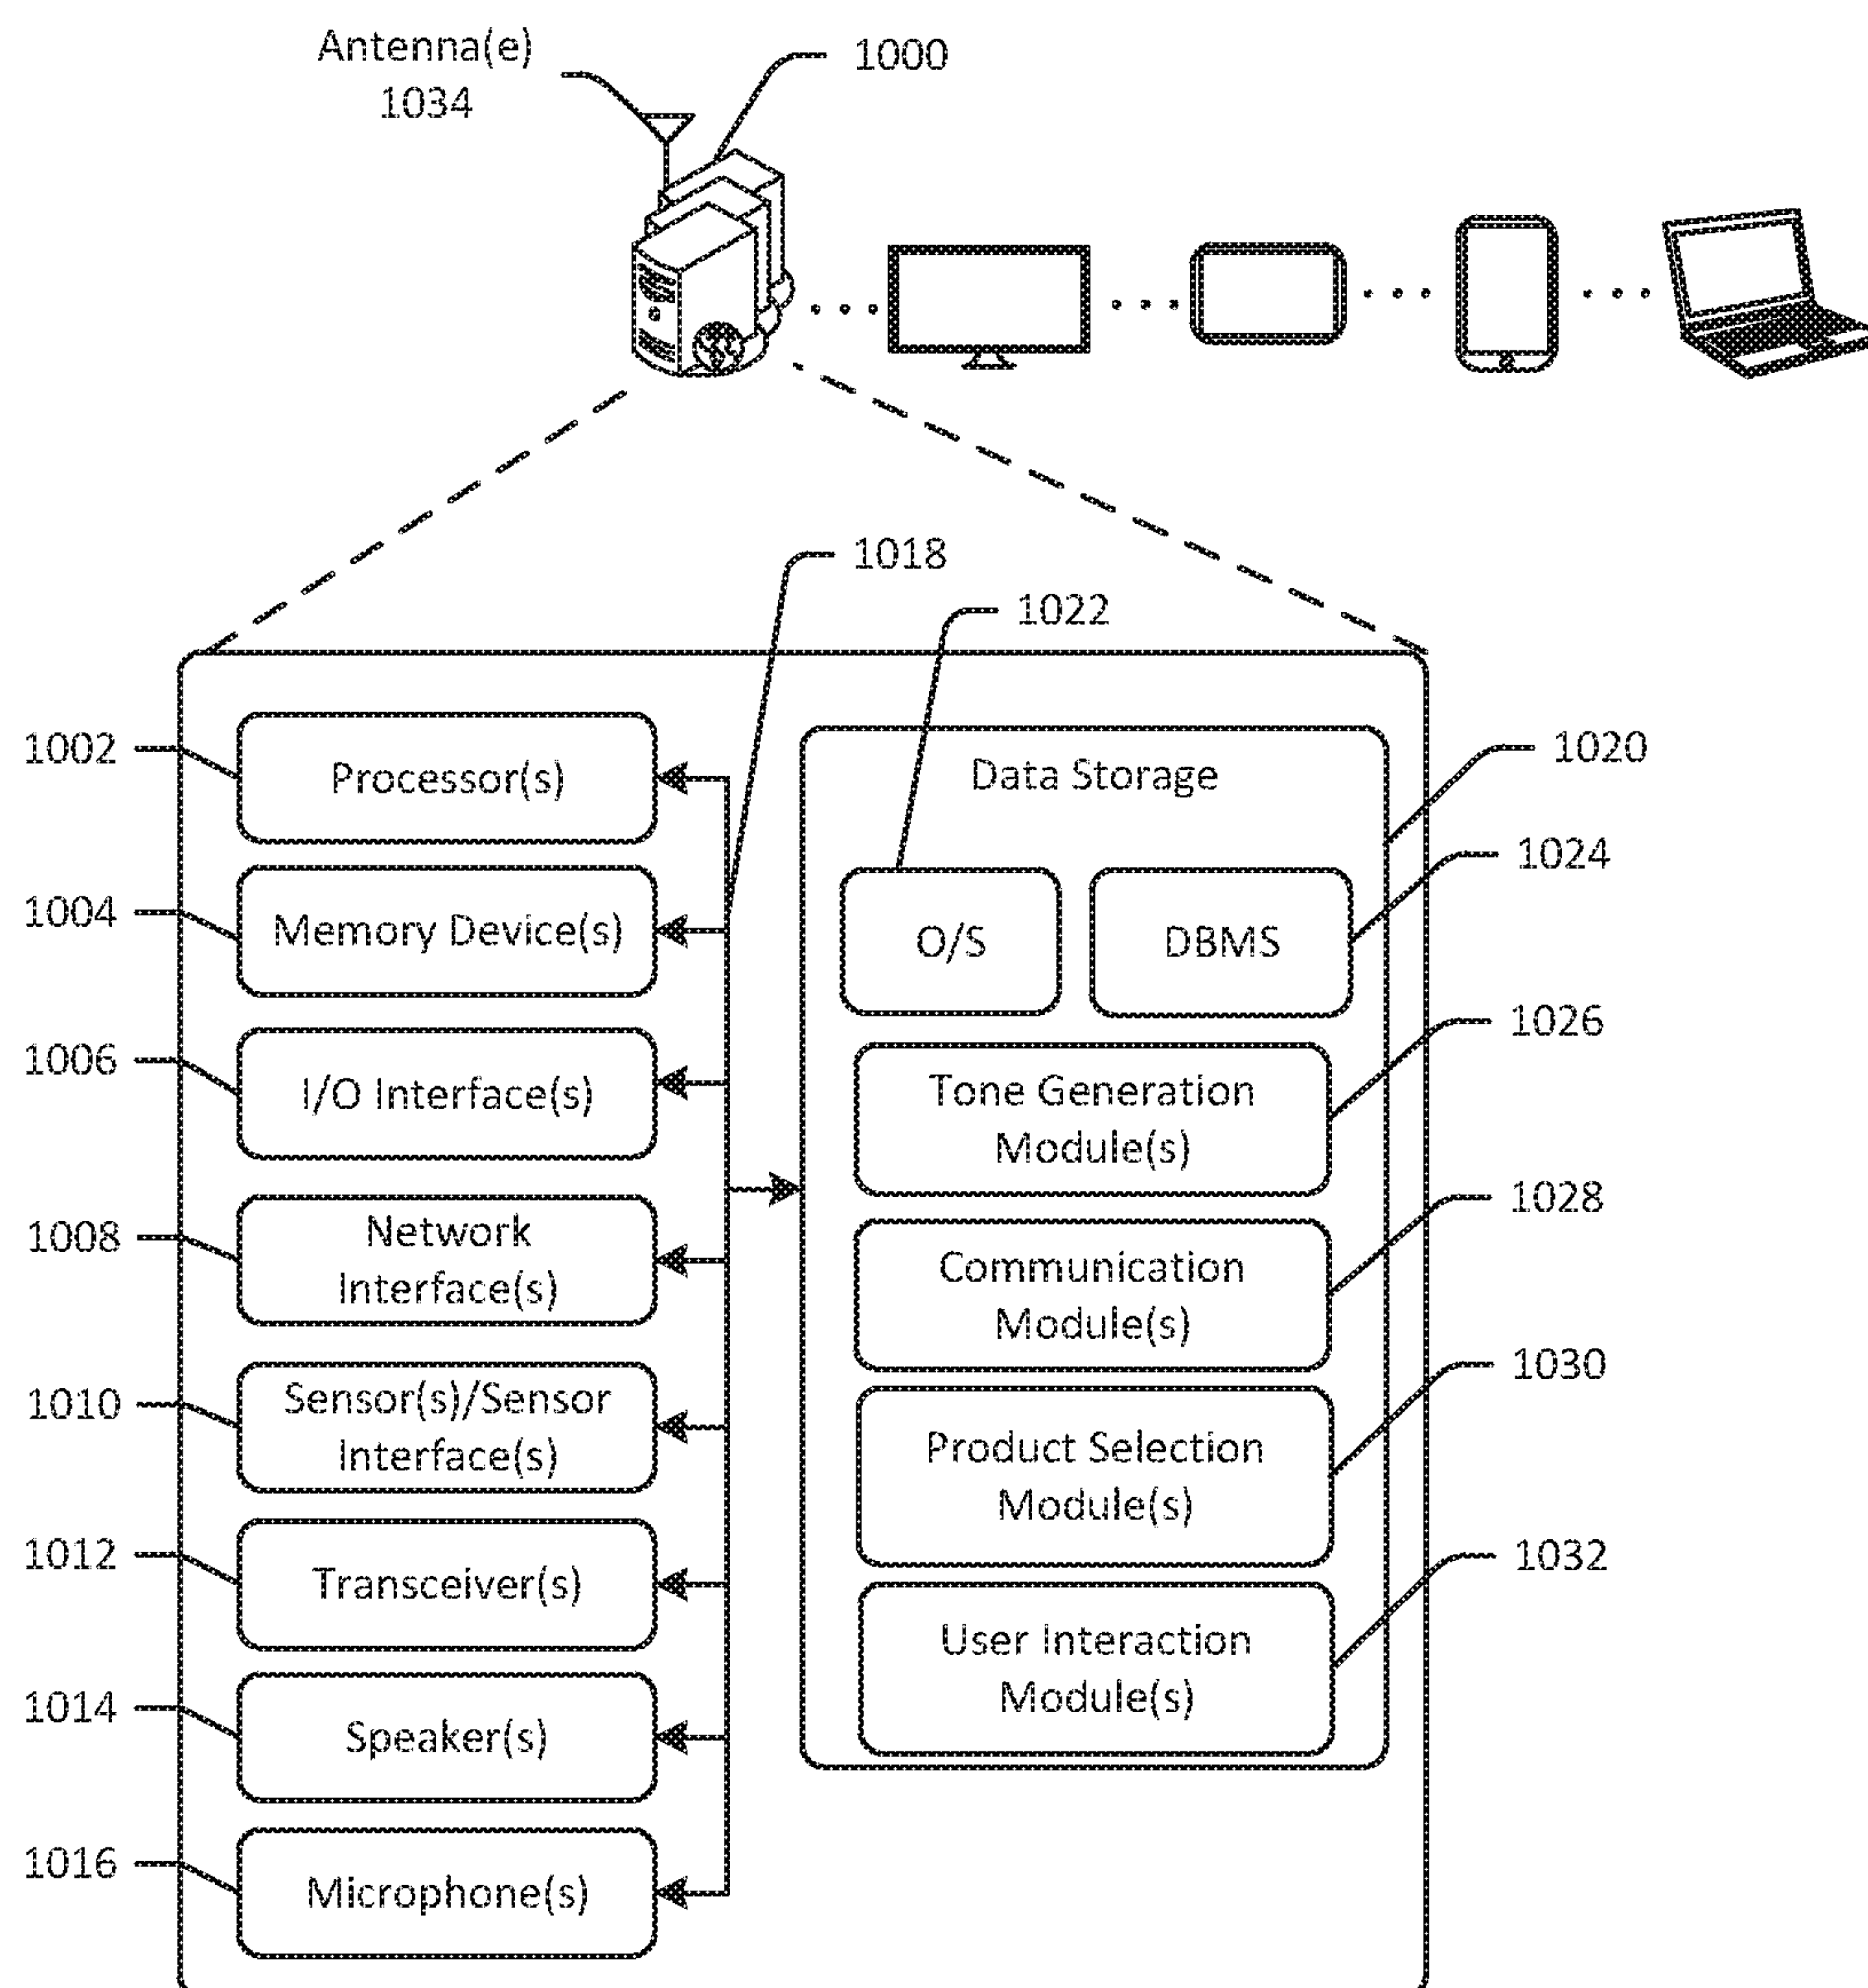 Antenna(e)
1034
1000
1018
1022
1002
Processor(s)
Data Storage
1020
1004
Memory Device(s)
O/S
DBMS
1024
1006
I/O Interface(s)
Tone Generation
Module(s)
1026
1008
Network
Interface(s)
Communication
Module(s)
1028
1010
Sensor(s)/Sensor
Interface(s)
Product Selection
Module(s)
1030
1012
Transceiver(s)
User Interaction
Module(s)
1032
1014
Speaker(s)
1016
Microphone(s)